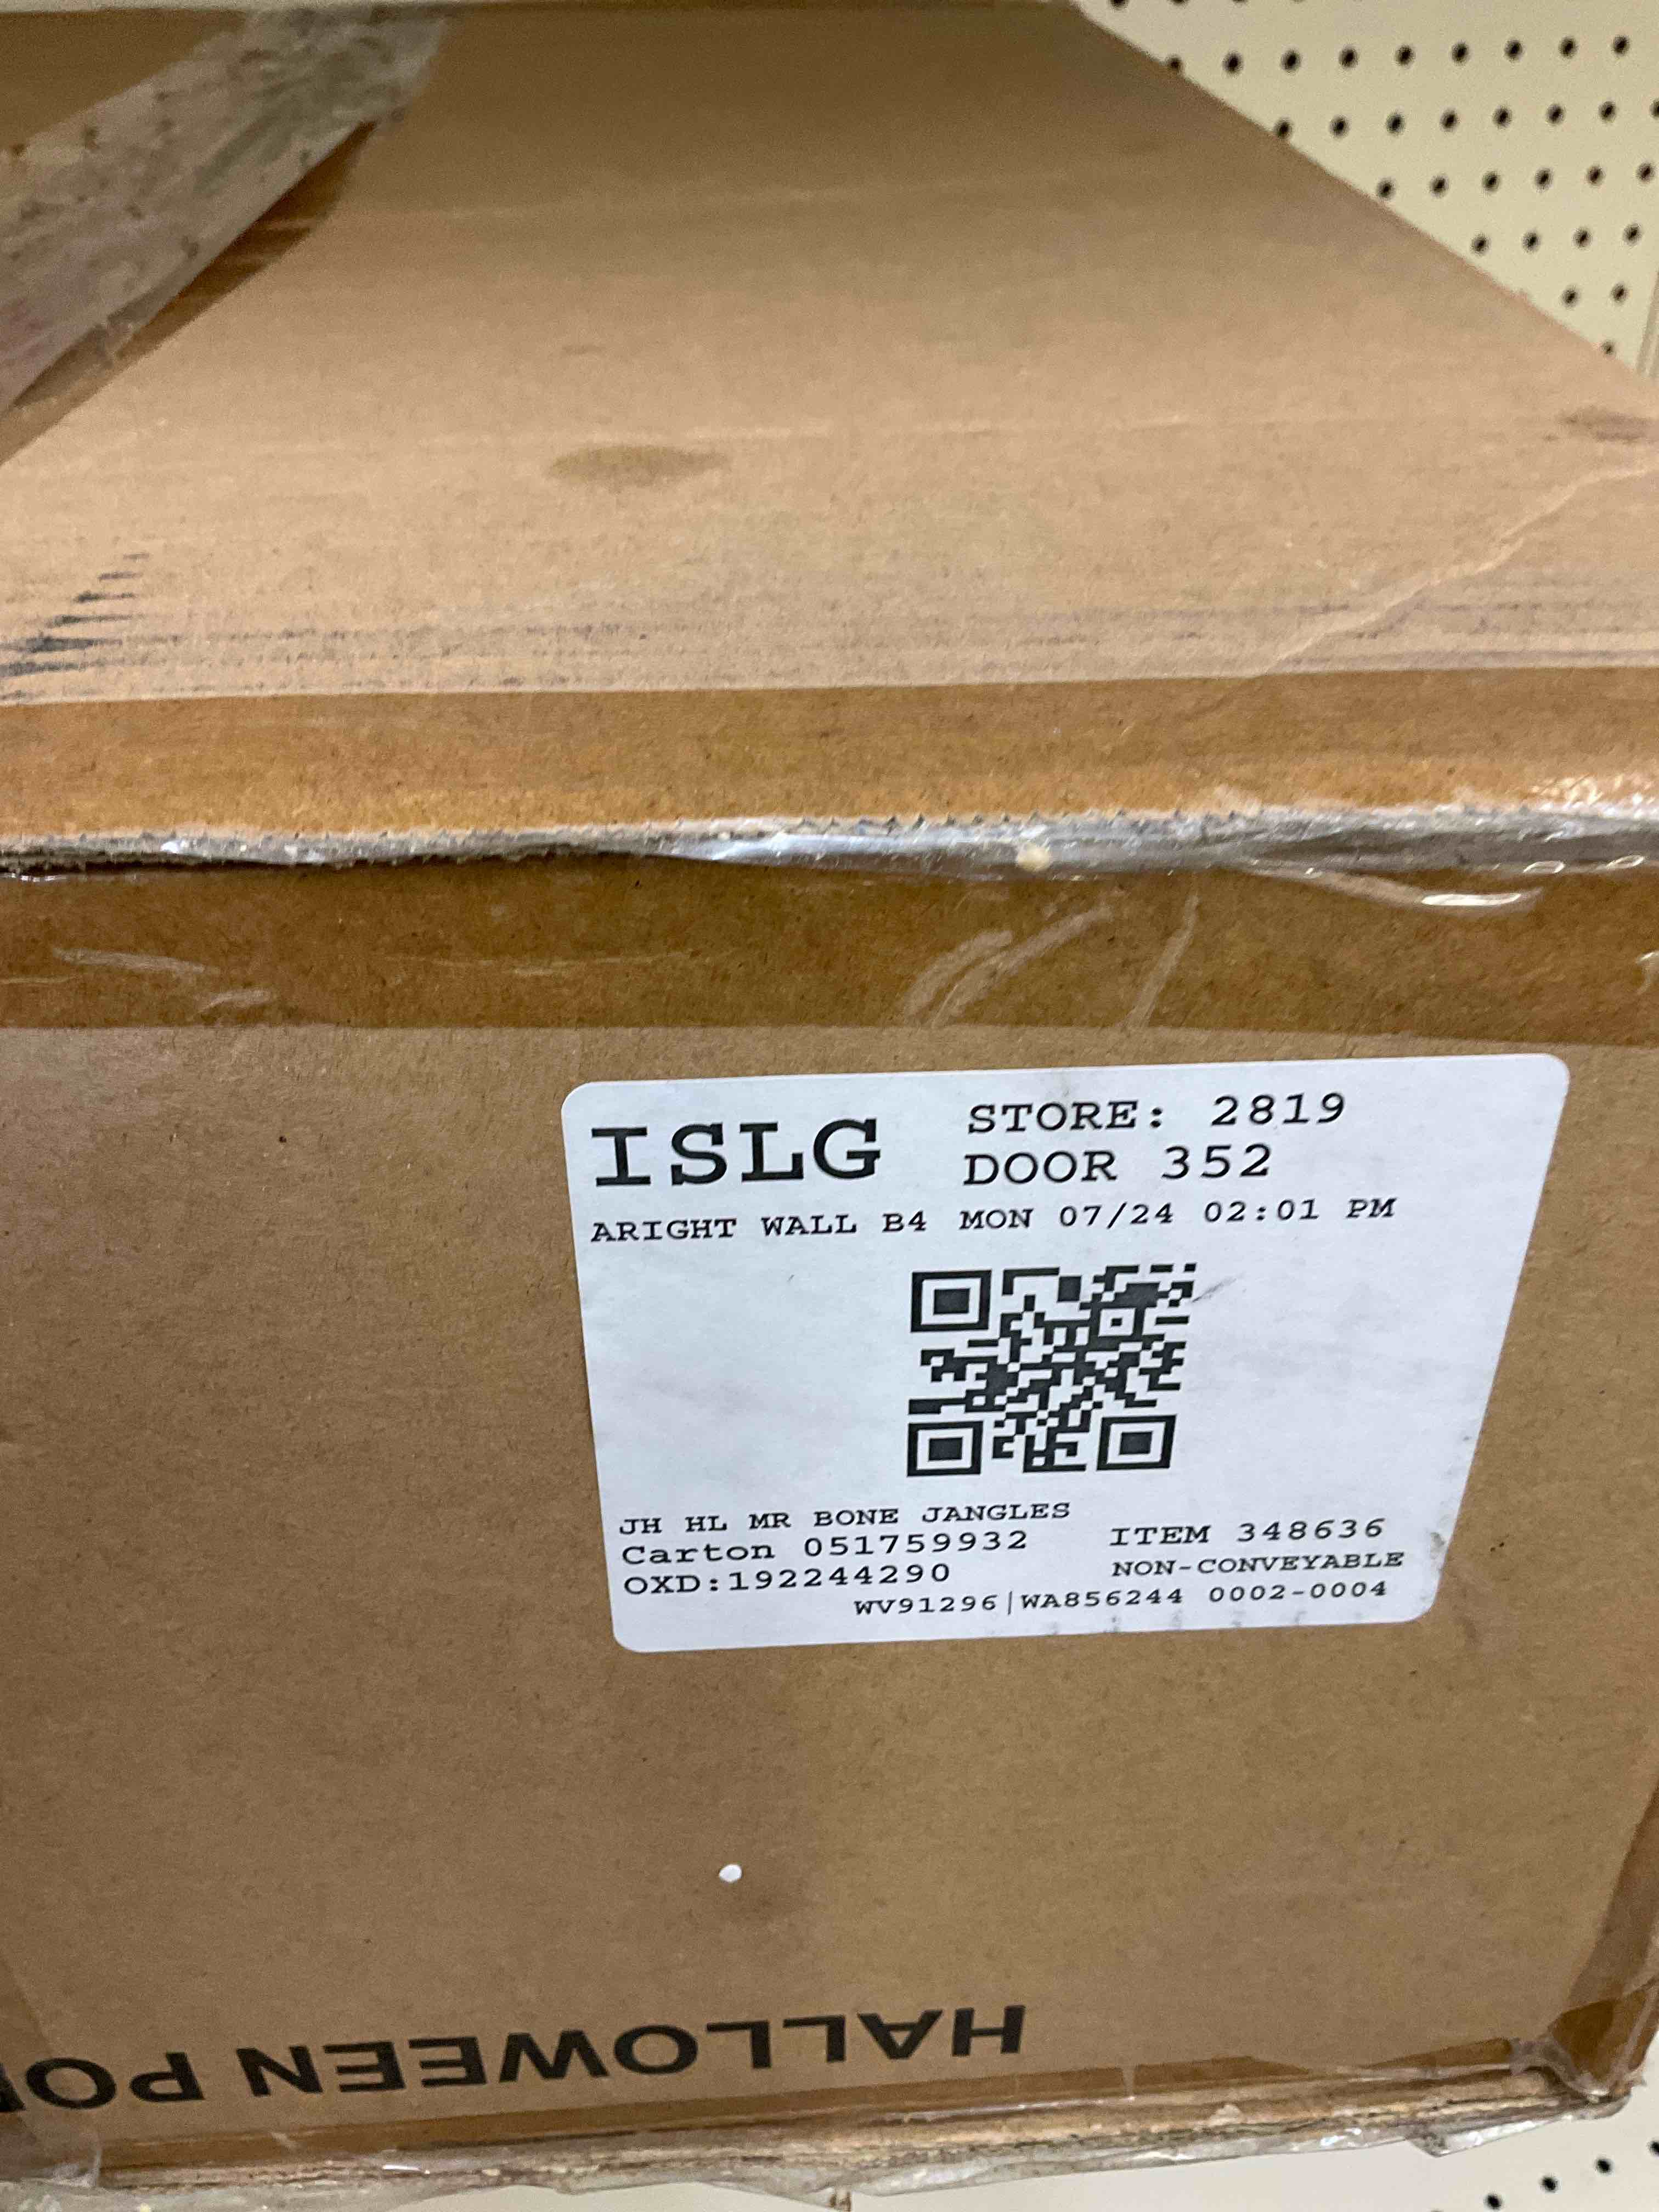 ISLG
STORE: 2819
DOOR 352
ARIGHT WALL B4 MON 07/24 02:01 PM
JH HL MR BONE JANGLES
Carton 051759932
ITEM 348636
OXD:192244290
NON-CONVEYABLE
WV91296|WA856244 0002-0004
HALLOWEEN